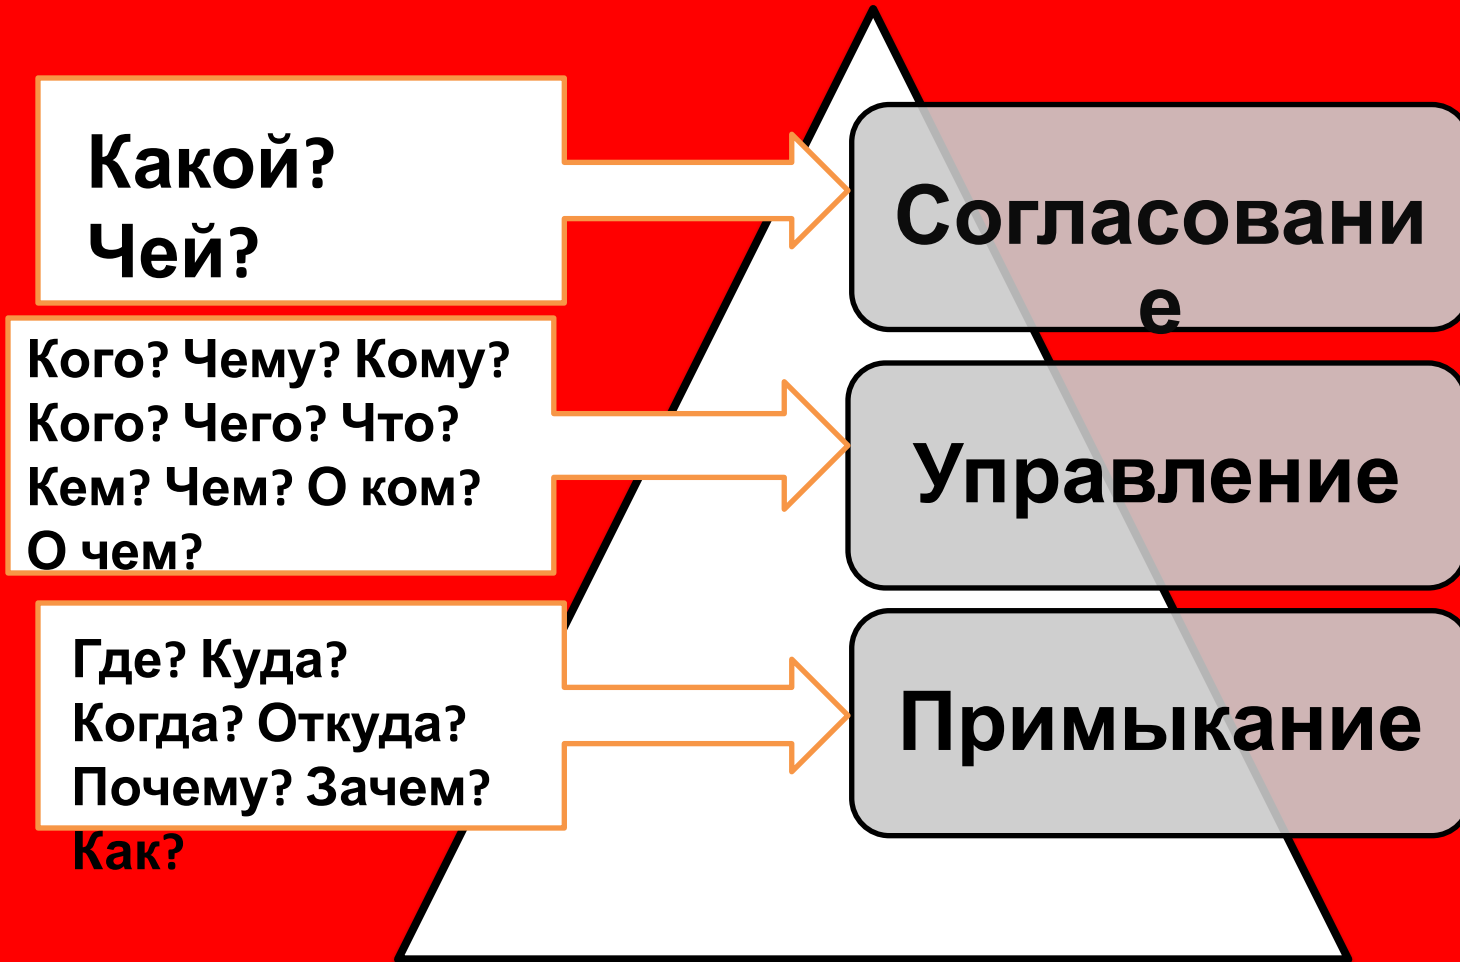 Какой?
Чей?
Согласовани
е
Кого? Чему? Кому?
Кого? Чего? Что?
Кем? Чем? О ком?
О чем?
Управление
Где? Куда?
Когда? Откуда?
Почему? Зачем?
Как?
Примыкание